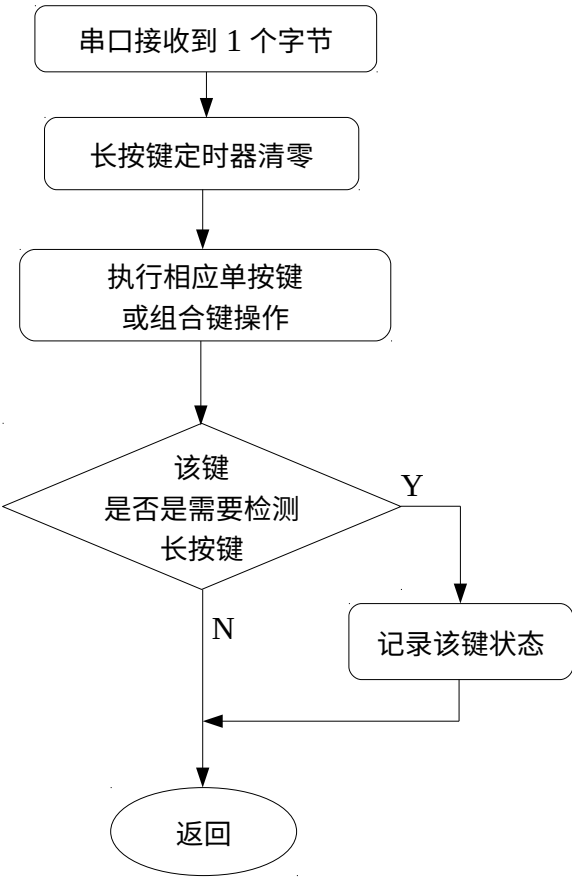 串口接收到 1 个字节
长按键定时器清零
执行相应单按键
或组合键操作
该键
是否是需要检测
长按键
Y
N
记录该键状态
返回